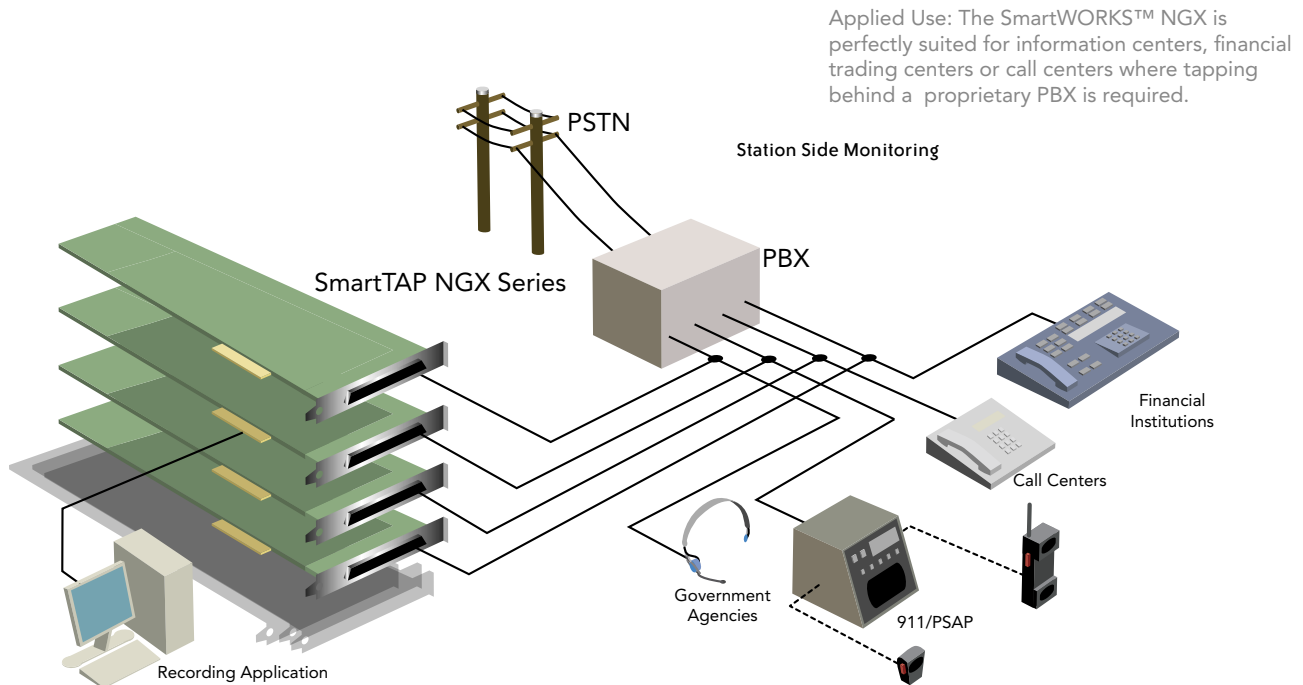 Applied Use: The SmartWORKS™ NGX is
perfectly suited for information centers, financial
trading centers or call centers where tapping
behind a proprietary PBX is required.
PSTN
Station Side Monitoring
PBX
SmartTAP NGX Series
Financial
Institutions
Call Centers
Government
Agencies
911/PSAP
Recording Application